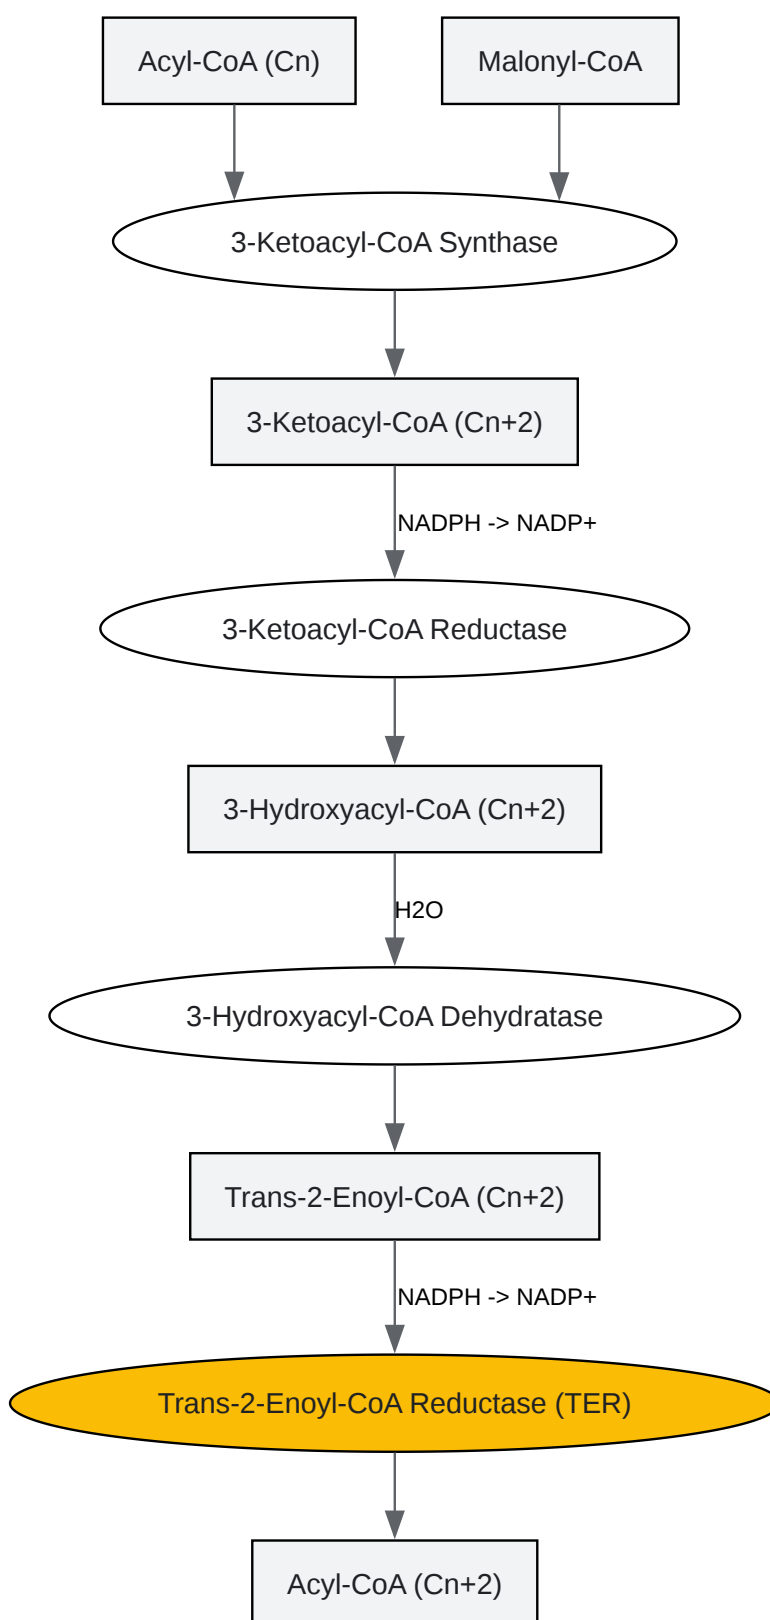 Acyl-CoA (Cn)
Malonyl-CoA
3-Ketoacyl-CoA Synthase
3-Ketoacyl-CoA (Cn+2)
NADPH -> NADP+
3-Ketoacyl-CoA Reductase
3-Hydroxyacyl-CoA (Cn+2)
H2O
3-Hydroxyacyl-CoA Dehydratase
Trans-2-Enoyl-CoA (Cn+2)
NADPH -> NADP+
Trans-2-Enoyl-CoA Reductase (TER)
Acyl-CoA (Cn+2)